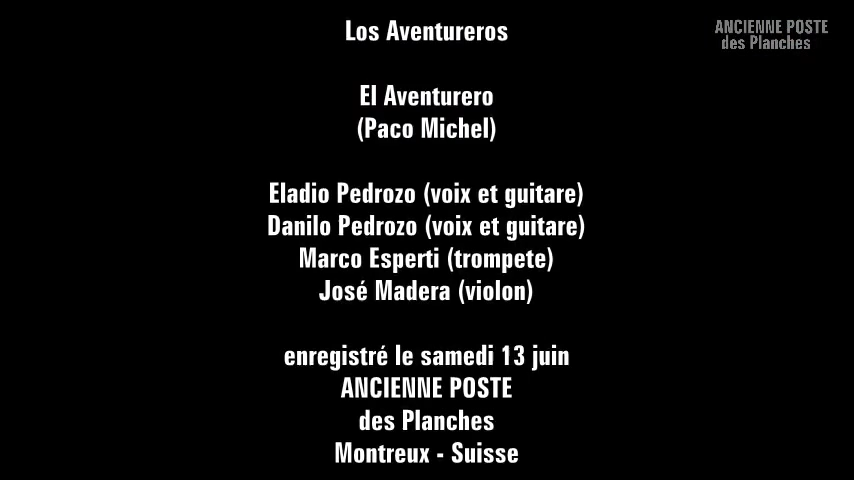 Los Aventureros
ANCIENNE POSTE
des Planches
El Aventurero
(Paco Michel)
Eladio Pedrozo (voix et guitare)
Danilo Pedrozo (voix et guitare)
Marco Esperti (trompete)
José Madera (violon)
enregistré le samedi 13 juin
ANCIENNE POSTE
des Planches
Montreux - Suisse